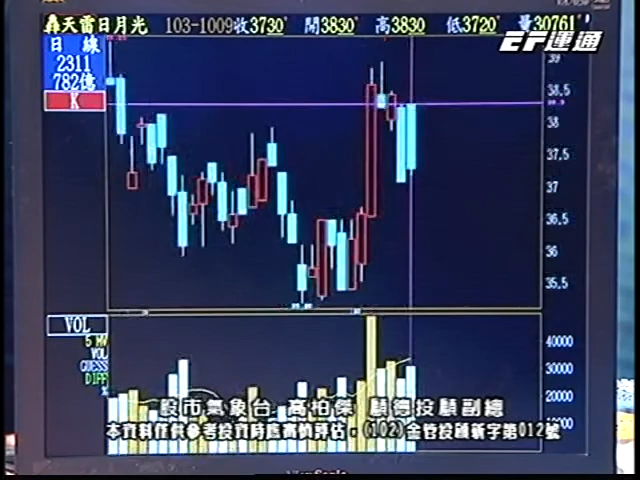 轟天雷日月光 103-1009收3730' 開3830' 高3830 低3720' 量30761'
日 線
2311
782億
K
EF運通
39
38.5
38
37.5
37
36.5
36
35.5
VOL
5 MV
VOL
GUESS
DIFF
%
40000
30000
20000
股市氣象台 高柏傑 顧德投顧副總
本資料僅供參考投資時應審慎評估。(102)金管投顧新字第012號
ViewSonic